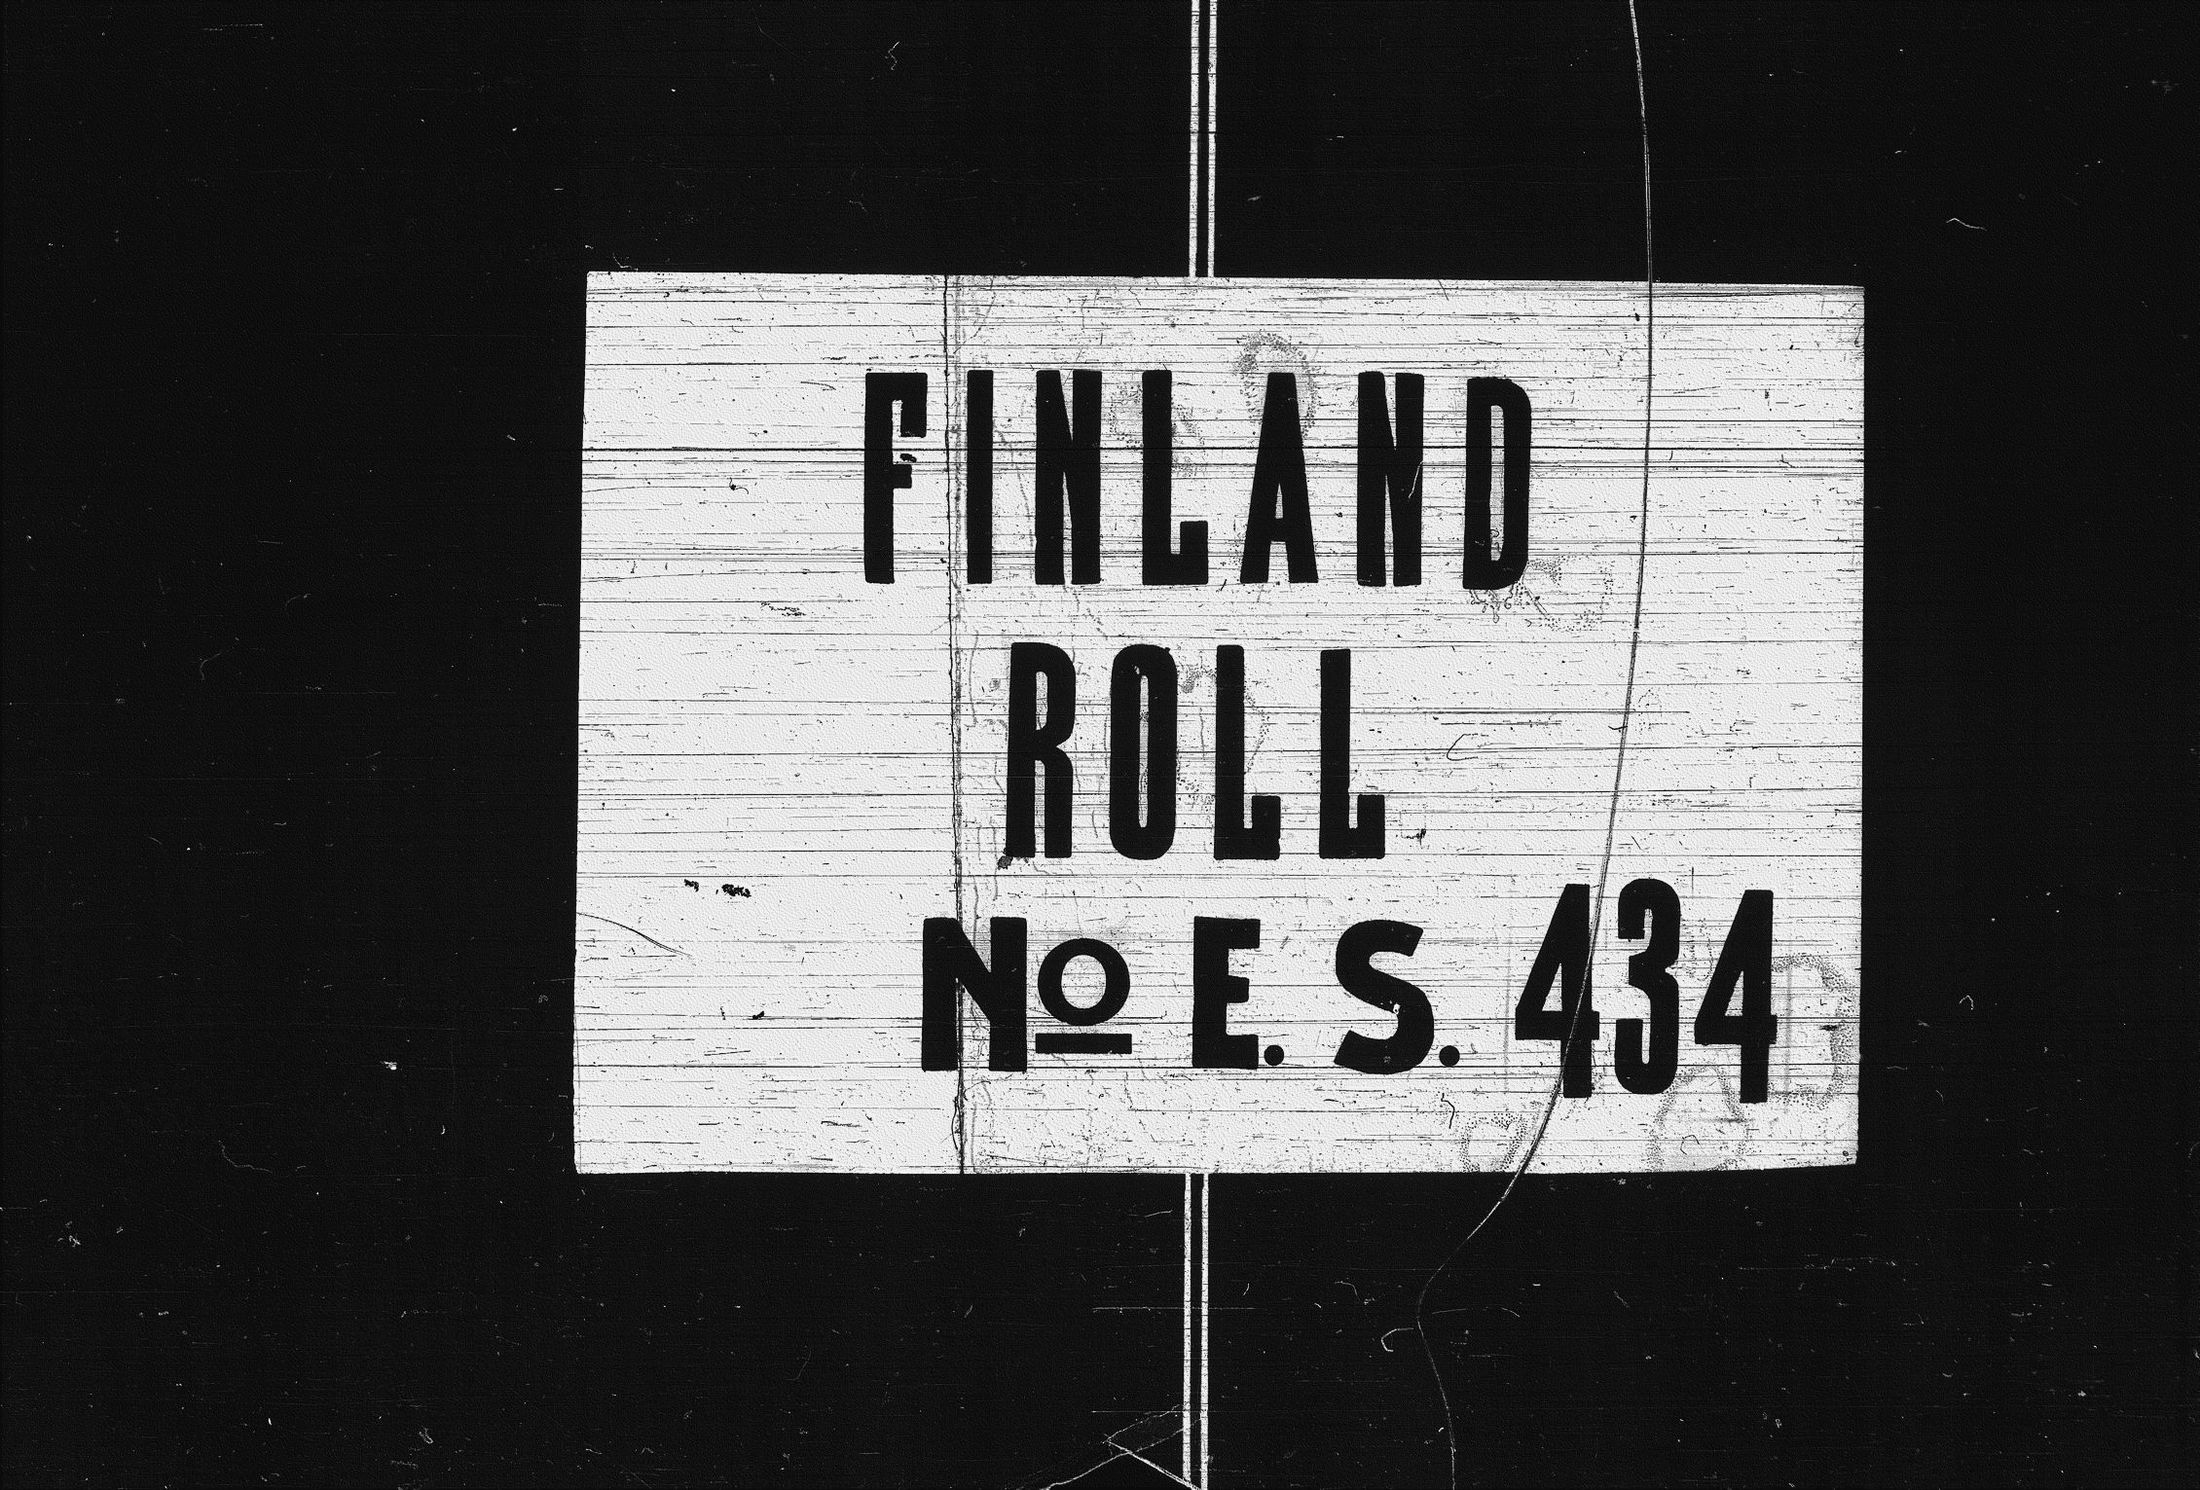 FINLAND
ROLL
Nº E. S. 434